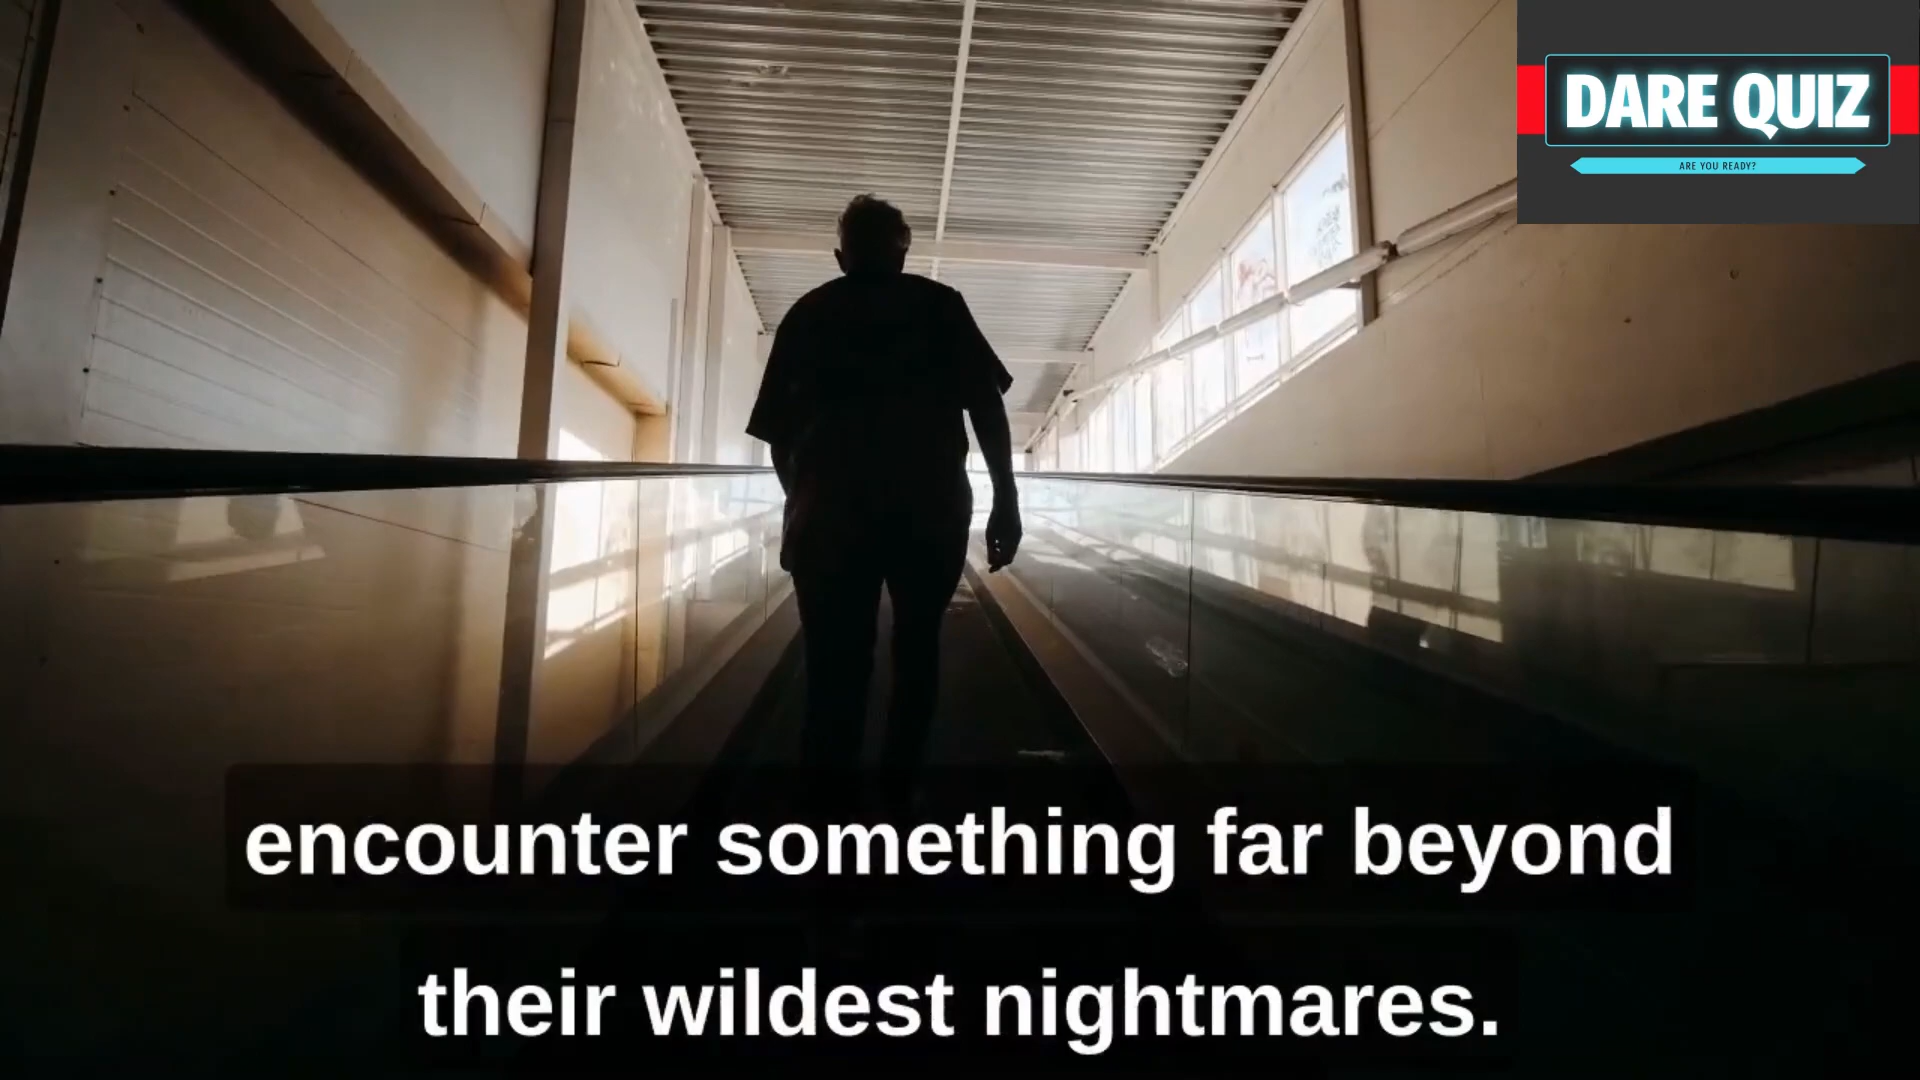 DARE QUIZ
ARE YOU READY?
encounter something far beyond
their wildest nightmares.